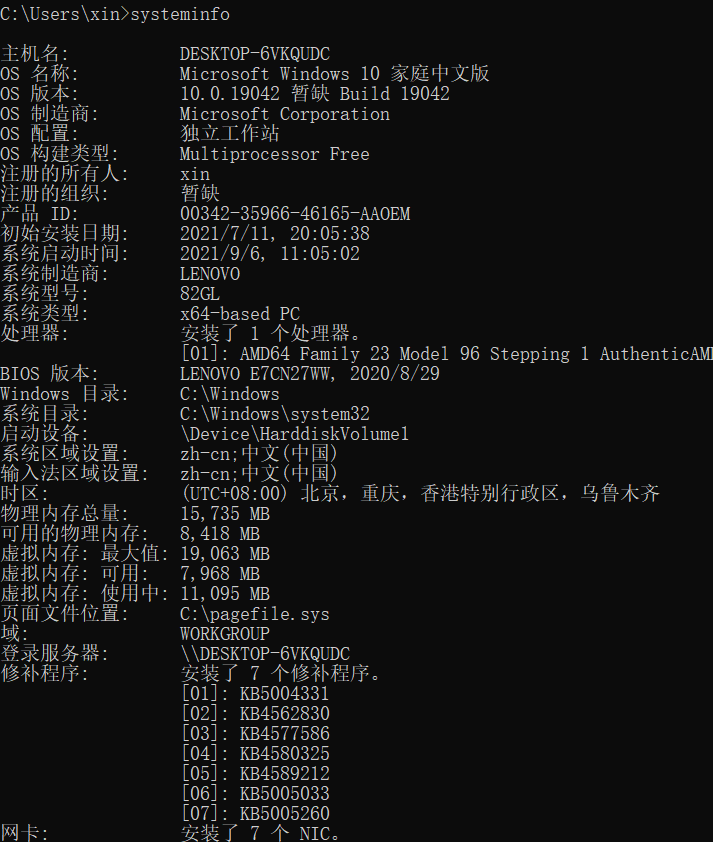 C:\Users\xin>systeminfo
主机名: DESKTOP-6VKQUDC
OS 名称: Microsoft Windows 10 家庭中文版
OS 版本: 10.0.19042 暂缺 Build 19042
OS 制造商: Microsoft Corporation
OS 配置: 独立工作站
OS 构建类型: Multiprocessor Free
注册的所有人: xin
注册的组织: 暂缺
产品 ID: 00342-35966-46165-AAOEM
初始安装日期: 2021/7/11, 20:05:38
系统启动时间: 2021/9/6, 11:05:02
系统制造商: LENOVO
系统型号: 82GL
系统类型: x64-based PC
处理器: 安装了 1 个处理器。
[01]: AMD64 Family 23 Model 96 Stepping 1 AuthenticAM
BIOS 版本: LENOVO E7CN27WW, 2020/8/29
Windows 目录: C:\Windows
系统目录: C:\Windows\system32
启动设备: \Device\HarddiskVolume1
系统区域设置: zh-cn;中文(中国)
输入法区域设置: zh-cn;中文(中国)
时区: (UTC+08:00) 北京，重庆，香港特别行政区，乌鲁木齐
物理内存总量: 15,735 MB
可用的物理内存: 8,418 MB
虚拟内存: 最大值: 19,063 MB
虚拟内存: 可用: 7,968 MB
虚拟内存: 使用中: 11,095 MB
页面文件位置: C:\pagefile.sys
域: WORKGROUP
登录服务器: \\DESKTOP-6VKQUDC
修补程序: 安装了 7 个修补程序。
[01]: KB5004331
[02]: KB4562830
[03]: KB4577586
[04]: KB4580325
[05]: KB4589212
[06]: KB5005033
[07]: KB5005260
网卡: 安装了 7 个 NIC。